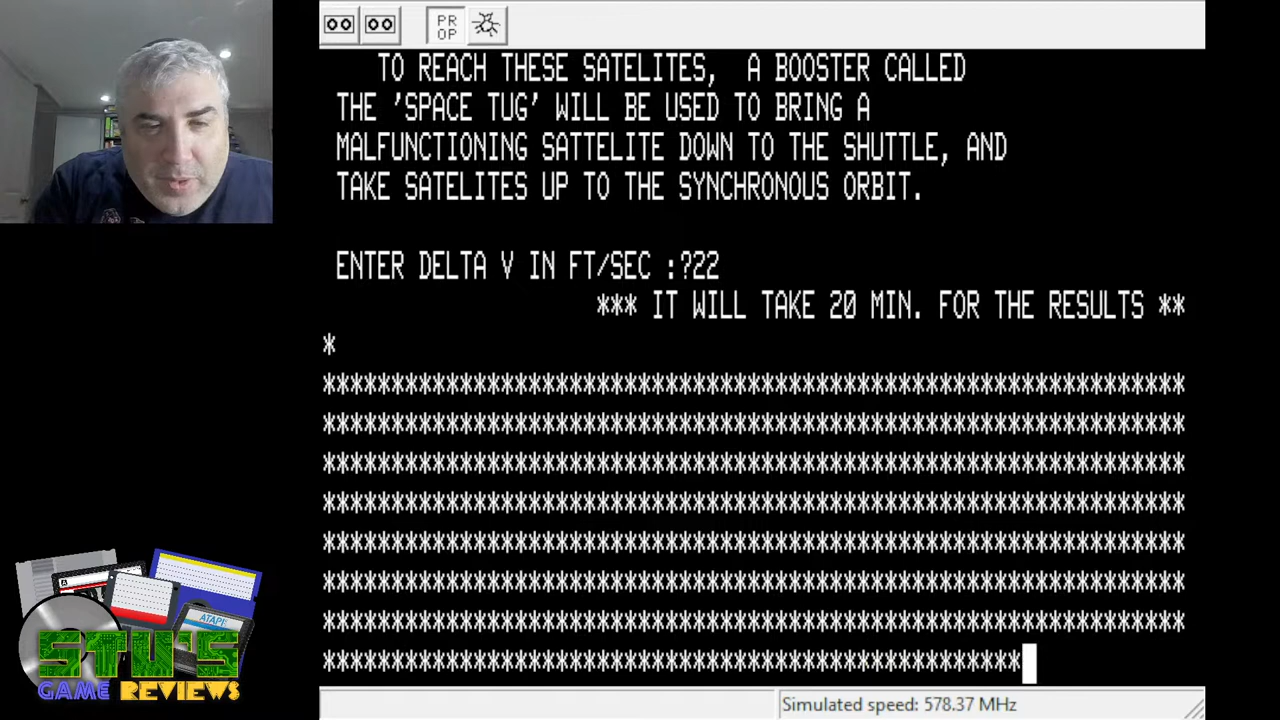 PR
OP
TO REACH THESE SATELITES, A BOOSTER CALLED
THE 'SPACE TUG' WILL BE USED TO BRING A
MALFUNCTIONING SATTELITE DOWN TO THE SHUTTLE, AND
TAKE SATELITES UP TO THE SYNCHRONOUS ORBIT.
ENTER DELTA V IN FT/SEC :?22
*** IT WILL TAKE 20 MIN. FOR THE RESULTS **
*
***************************************************************
***************************************************************
***************************************************************
***************************************************************
***************************************************************
***************************************************************
***************************************************************
***************************************************
ATARI
STU'S
GAME REVIEWS
Simulated speed: 578.37 MHz